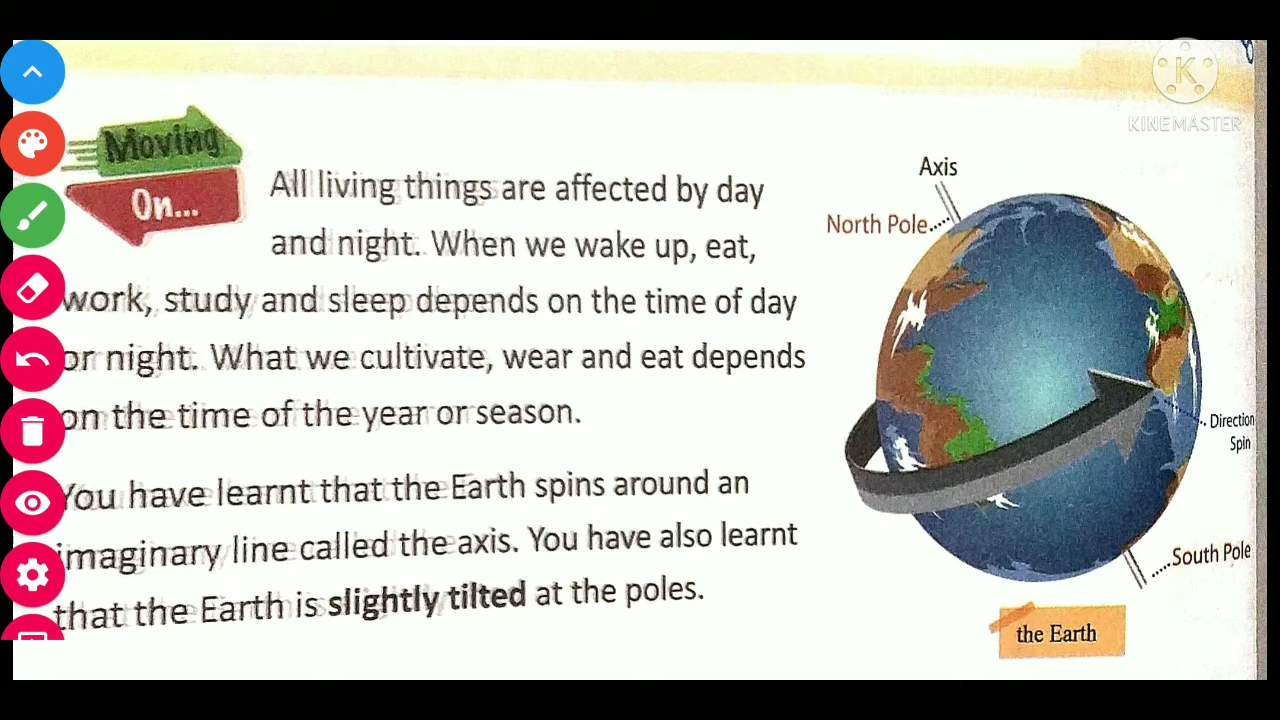 KINEMASTER
Moving
On...
All living things are affected by day
and night. When we wake up, eat,
work, study and sleep depends on the time of day
or night. What we cultivate, wear and eat depends
on the time of the year or season.
You have learnt that the Earth spins around an
imaginary line called the axis. You have also learnt
that the Earth is slightly tilted at the poles.
Axis
North Pole
Direction
Spin
South Pole
the Earth